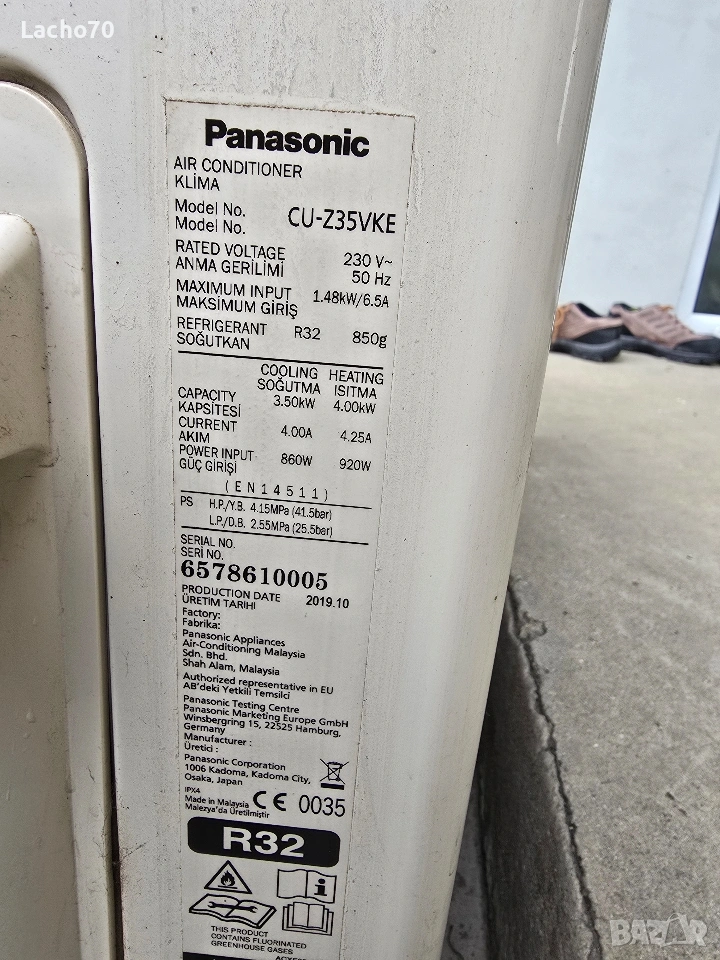 Lacho70
Panasonic
AIR CONDITIONER
KLİMA
Model No. CU-Z35VKE
Model No.
RATED VOLTAGE 230 V~
ANMA GERİLİMİ 50 Hz
MAXIMUM INPUT 1.48kW/6.5A
MAKSİMUM GİRİŞ
REFRIGERANT R32 850g
SOĞUTKAN
COOLING HEATING
SOĞUTMA ISITMA
CAPACITY 3.50kW 4.00kW
KAPSİTESİ
CURRENT 4.00A 4.25A
AKIM
POWER INPUT 860W 920W
GÜÇ GİRİŞİ
(EN14511)
PS H.P./Y.B. 4.15MPa (41.5bar)
L.P./D.B. 2.55MPa (25.5bar)
SERIAL NO.
SERİ NO.
6578610005
PRODUCTION DATE 2019.10
ÜRETİM TARIHI
Factory:
Fabrika:
Panasonic Appliances
Air-Conditioning Malaysia
Sdn. Bhd.
Shah Alam, Malaysia
Authorized representative in EU
AB'deki Yetkili Temsilci
Panasonic Testing Centre
Panasonic Marketing Europe GmbH
Winsbergring 15, 22525 Hamburg,
Germany
Manufacturer :
Üretici :
Panasonic Corporation
1006 Kadoma, Kadoma City,
Osaka, Japan
IPX4
Made in Malaysia CE 0035
Malezya'da Üretilmiştir
R32
THIS PRODUCT
CONTAINS FLUORINATED
GREENHOUSE GASES
BAZAR